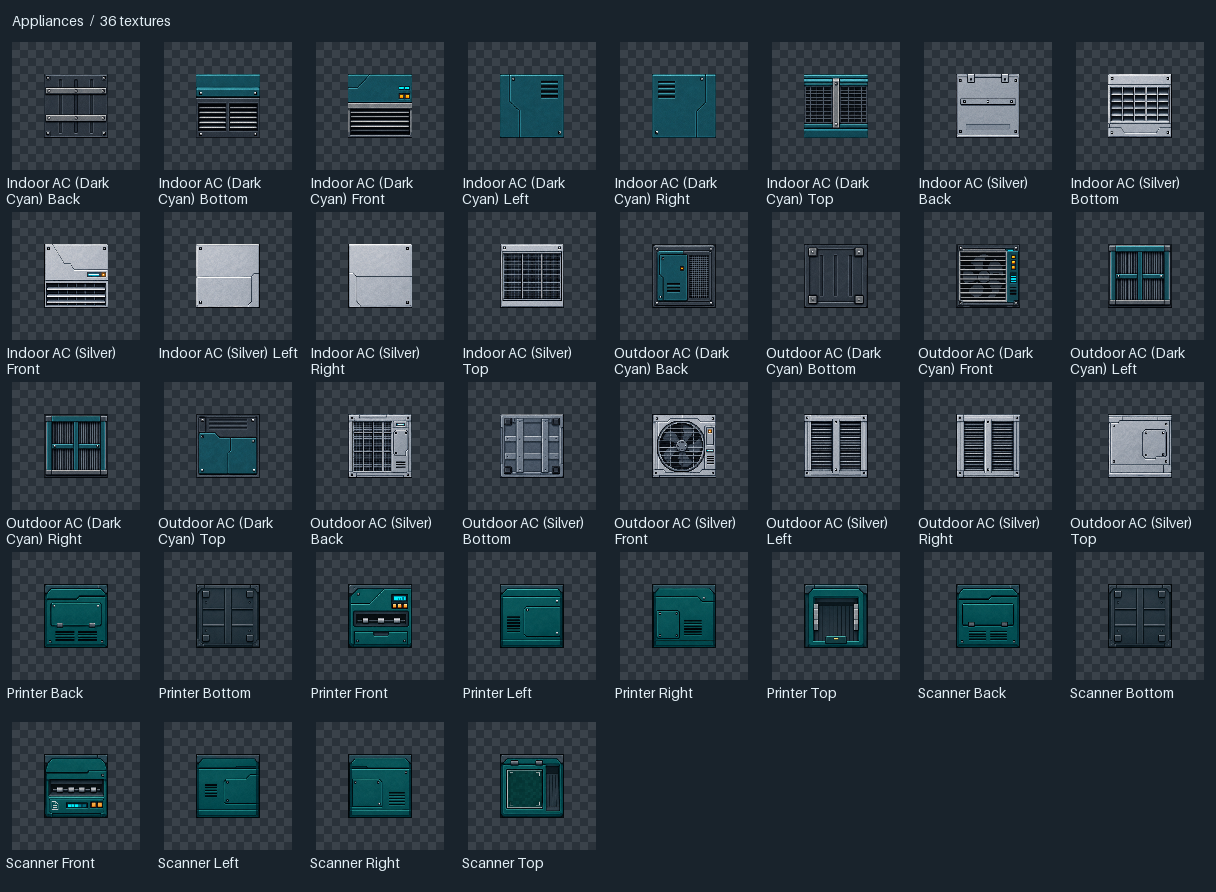 Appliances / 36 textures
Indoor AC (Dark
Cyan) Back
Indoor AC (Dark
Cyan) Bottom
Indoor AC (Dark
Cyan) Front
Indoor AC (Dark
Cyan) Left
Indoor AC (Dark
Cyan) Right
Indoor AC (Dark
Cyan) Top
Indoor AC (Silver)
Back
Indoor AC (Silver)
Bottom
Indoor AC (Silver)
Front
Indoor AC (Silver) Left
Indoor AC (Silver)
Right
Indoor AC (Silver)
Top
Outdoor AC (Dark
Cyan) Back
Outdoor AC (Dark
Cyan) Bottom
Outdoor AC (Dark
Cyan) Front
Outdoor AC (Dark
Cyan) Left
Outdoor AC (Dark
Cyan) Right
Outdoor AC (Dark
Cyan) Top
Outdoor AC (Silver)
Back
Outdoor AC (Silver)
Bottom
Outdoor AC (Silver)
Front
Outdoor AC (Silver)
Left
Outdoor AC (Silver)
Right
Outdoor AC (Silver)
Top
Printer Back
Printer Bottom
Printer Front
Printer Left
Printer Right
Printer Top
Scanner Back
Scanner Bottom
Scanner Front
Scanner Left
Scanner Right
Scanner Top